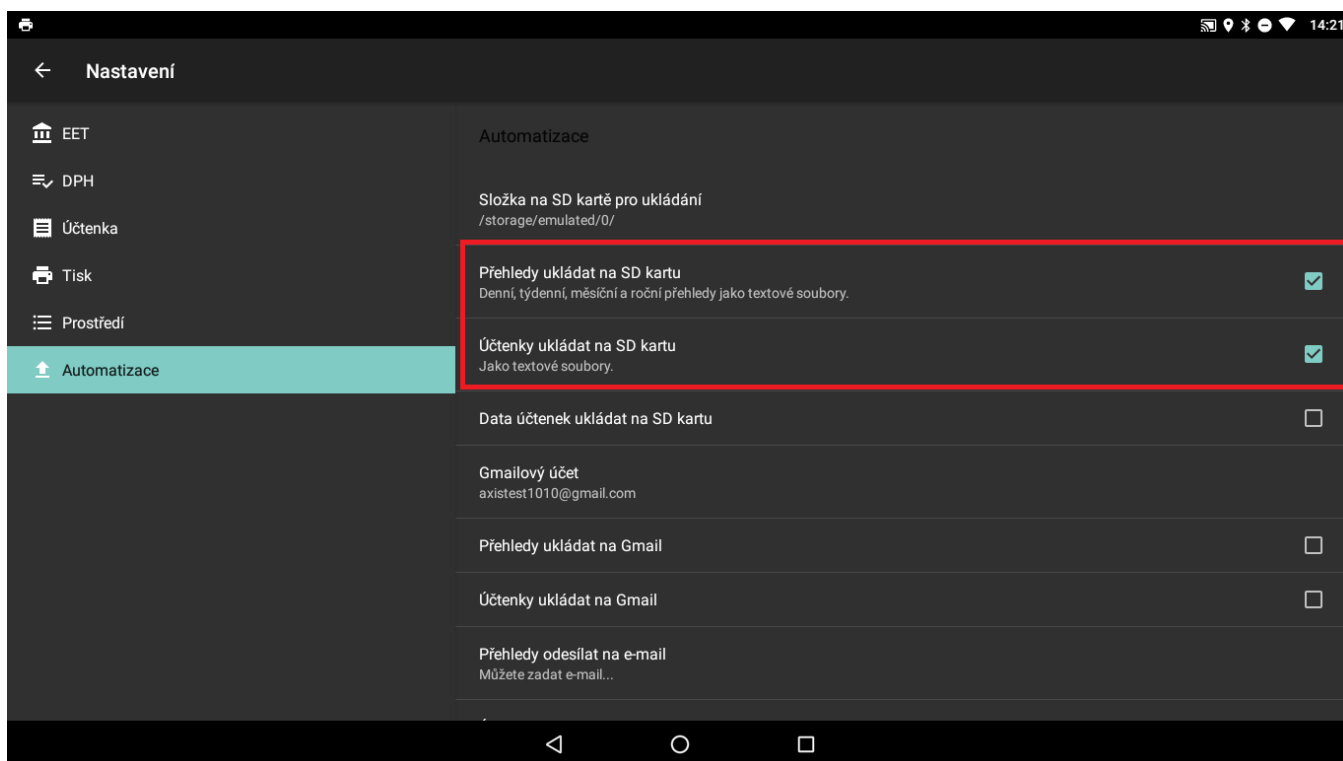 14:21
Nastavení
EET
DPH
Účtenka
Tisk
Prostředí
Automatizace
Automatizace
Složka na SD kartě pro ukládání
/storage/emulated/0/
Přehledy ukládat na SD kartu
Denní, týdenní, měsíční a roční přehledy jako textové soubory.
Účtenky ukládat na SD kartu
Jako textové soubory.
Data účtenek ukládat na SD kartu
Gmailový účet
axistest1010@gmail.com
Přehledy ukládat na Gmail
Účtenky ukládat na Gmail
Přehledy odesílat na e-mail
Můžete zadat e-mail...